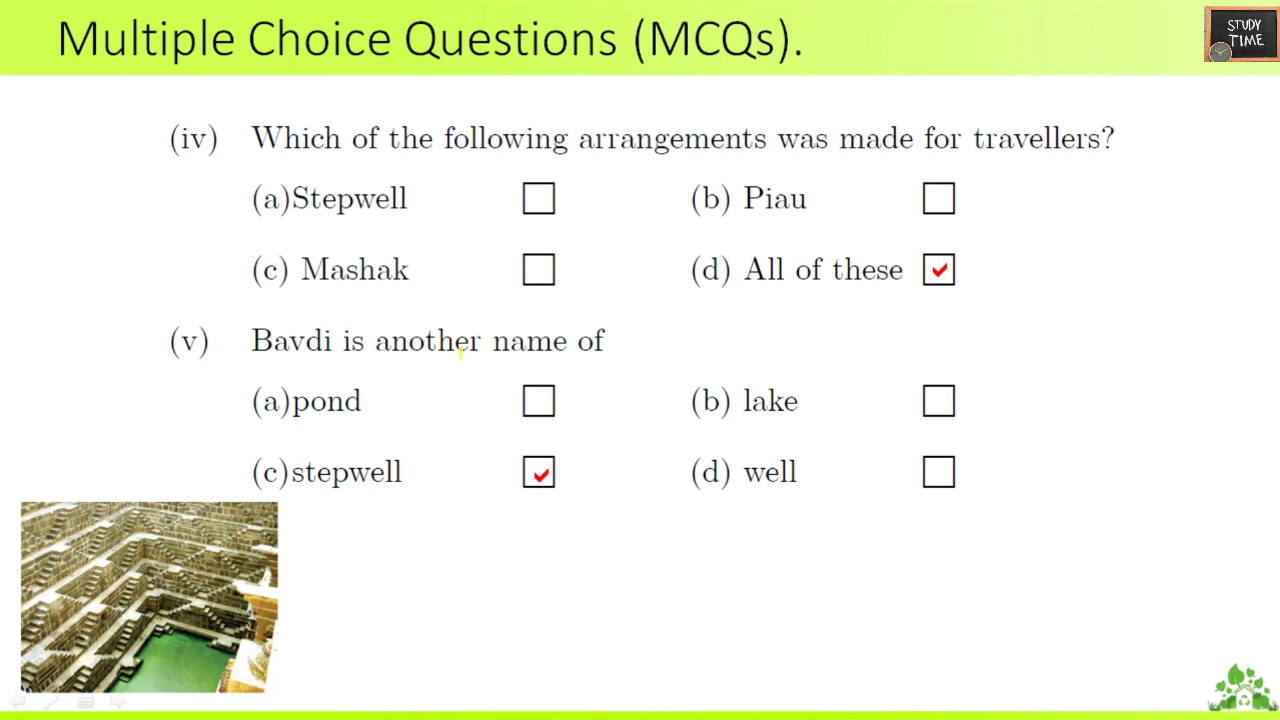 Multiple Choice Questions (MCQs).
STUDY
TIME
(iv) Which of the following arrangements was made for travellers?
(a)Stepwell (b) Piau
(c) Mashak (d) All of these
(v) Bavdi is another name of
(a)pond (b) lake
(c)stepwell (d) well